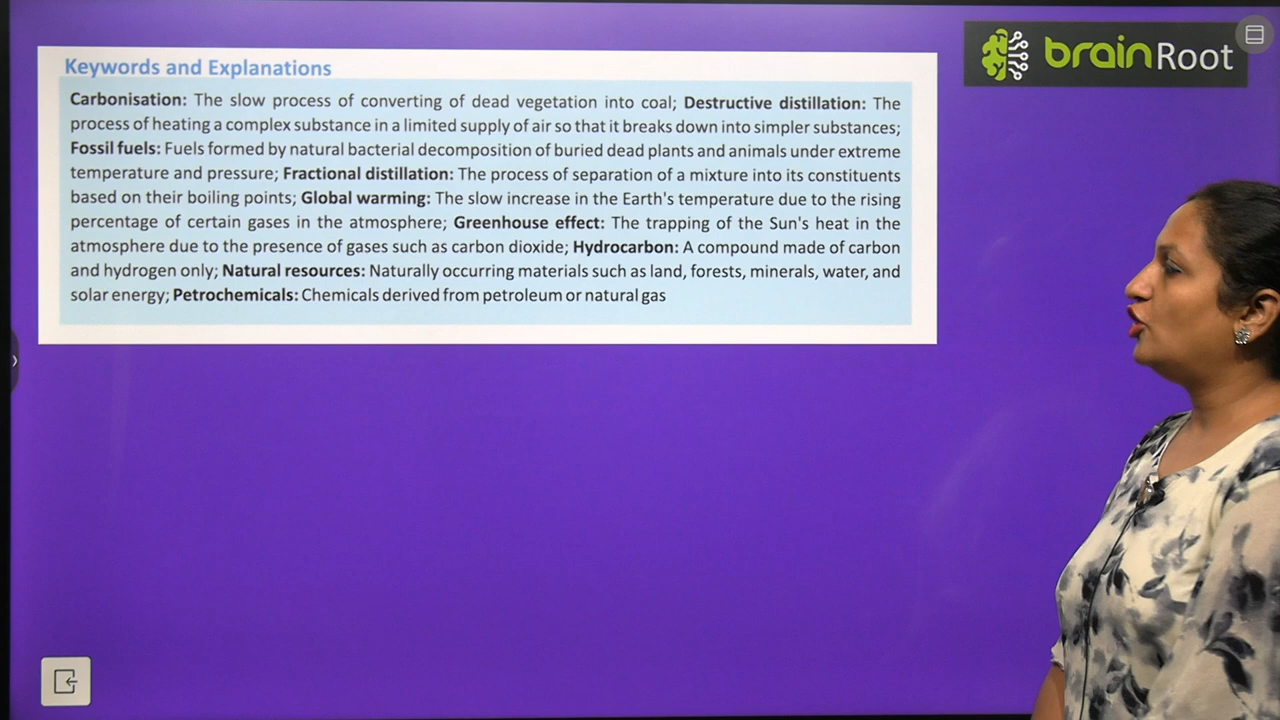 brainRoot
Keywords and Explanations
Carbonisation: The slow process of converting of dead vegetation into coal; Destructive distillation: The
process of heating a complex substance in a limited supply of air so that it breaks down into simpler substances;
Fossil fuels: Fuels formed by natural bacterial decomposition of buried dead plants and animals under extreme
temperature and pressure; Fractional distillation: The process of separation of a mixture into its constituents
based on their boiling points; Global warming: The slow increase in the Earth's temperature due to the rising
percentage of certain gases in the atmosphere; Greenhouse effect: The trapping of the Sun's heat in the
atmosphere due to the presence of gases such as carbon dioxide; Hydrocarbon: A compound made of carbon
and hydrogen only; Natural resources: Naturally occurring materials such as land, forests, minerals, water, and
solar energy; Petrochemicals: Chemicals derived from petroleum or natural gas